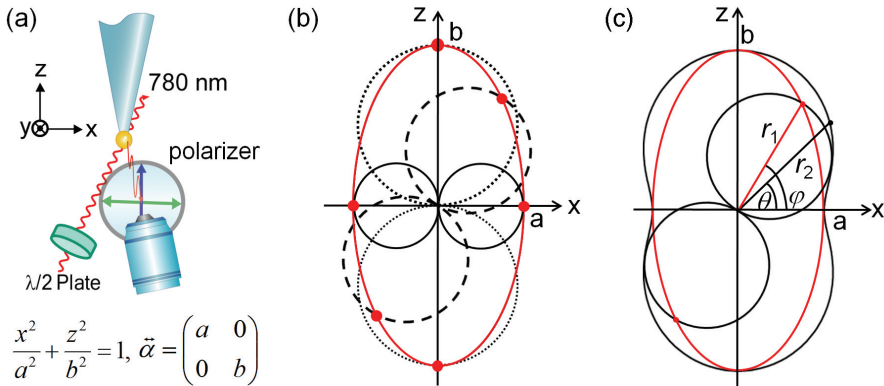 (a)
z
y
x
780 nm
polarizer
λ/2 Plate
x²/a² + z²/b² = 1, α⃡ = (a 0
0 b)
(b)
z
b
a
x
(c)
z
b
r₁
r₂
θ
φ
a
x